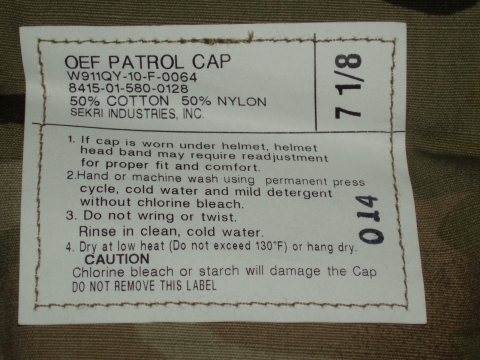 OEF PATROL CAP
W911QY-10-F-0064
8415-01-580-0128
50% COTTON 50% NYLON
SEKRI INDUSTRIES, INC.
7 1/8
1. If cap is worn under helmet, helmet
head band may require readjustment
for proper fit and comfort.
2.Hand or machine wash using permanent press
cycle, cold water and mild detergent
without chlorine bleach.
3. Do not wring or twist.
Rinse in clean, cold water.
4. Dry at low heat (Do not exceed 130°F) or hang dry.
CAUTION
Chlorine bleach or starch will damage the Cap
DO NOT REMOVE THIS LABEL
014